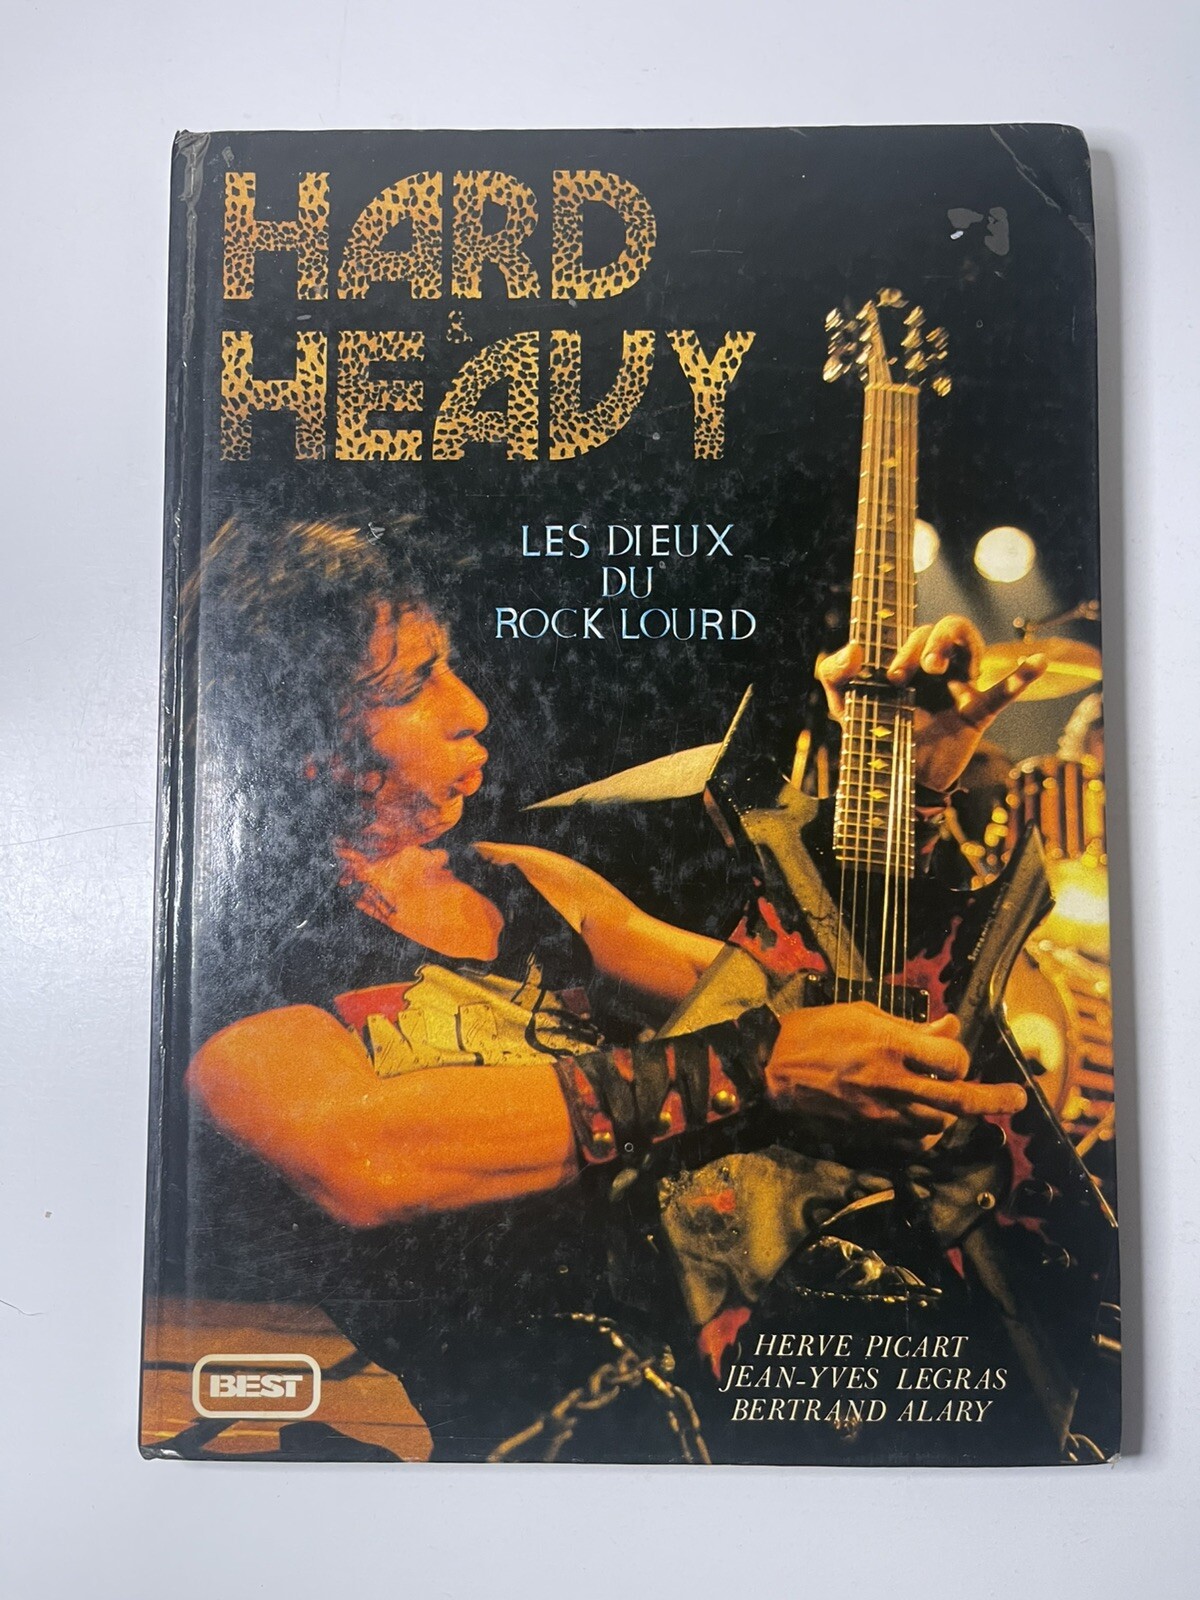 HARD
&
HEAVY
LES DIEUX
DU
ROCK LOURD
HERVE PICART
JEAN-YVES LEGRAS
BERTRAND ALARY
BEST